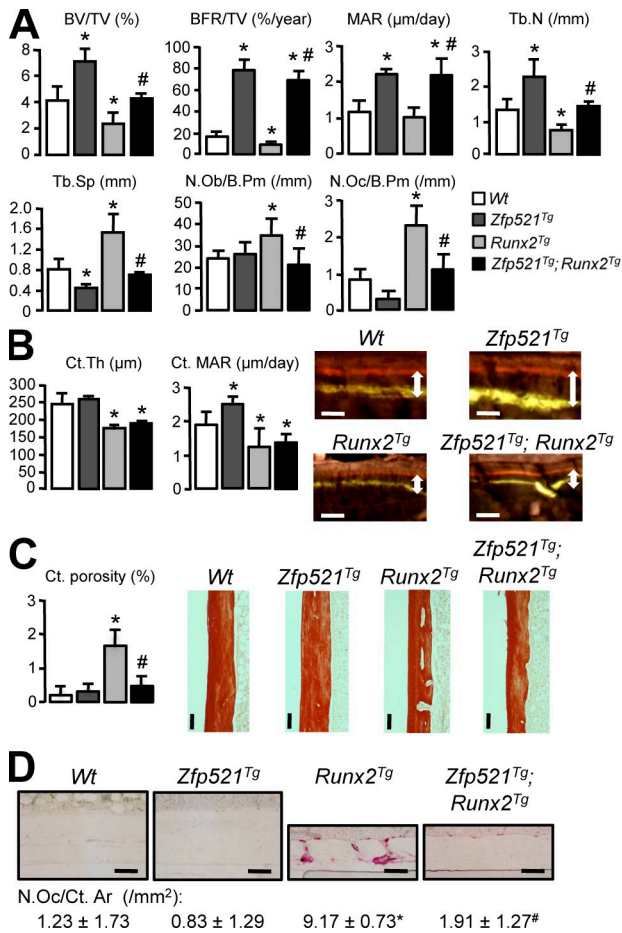 A
BV/TV (%)
BFR/TV (%/year)
MAR (µm/day)
Tb.N (/mm)
8
6
4
2
0
*
*
#
100
80
60
40
20
0
*
*
* #
3
2
1
0
*
* #
3
2
1
0
*
*
#
Tb.Sp (mm)
N.Ob/B.Pm (/mm)
N.Oc/B.Pm (/mm)
2.0
1.6
1.2
0.8
0.4
*
*
#
50
40
30
20
10
0
*
#
3
2
1
0
*
#
Wt
Zfp521Tg
Runx2Tg
Zfp521Tg; Runx2Tg
B
Ct.Th (µm)
Ct. MAR (µm/day)
300
250
200
150
100
50
0
*
*
3
2
1
0
*
*
*
Wt
Zfp521Tg
Runx2Tg
Zfp521Tg; Runx2Tg
C
Ct. porosity (%)
3
2
1
0
*
#
Wt
Zfp521Tg
Runx2Tg
Zfp521Tg;
Runx2Tg
D
Wt
Zfp521Tg
Runx2Tg
Zfp521Tg;
Runx2Tg
N.Oc/Ct. Ar (/mm²):
1.23 ± 1.73 0.83 ± 1.29 9.17 ± 0.73* 1.91 ± 1.27#